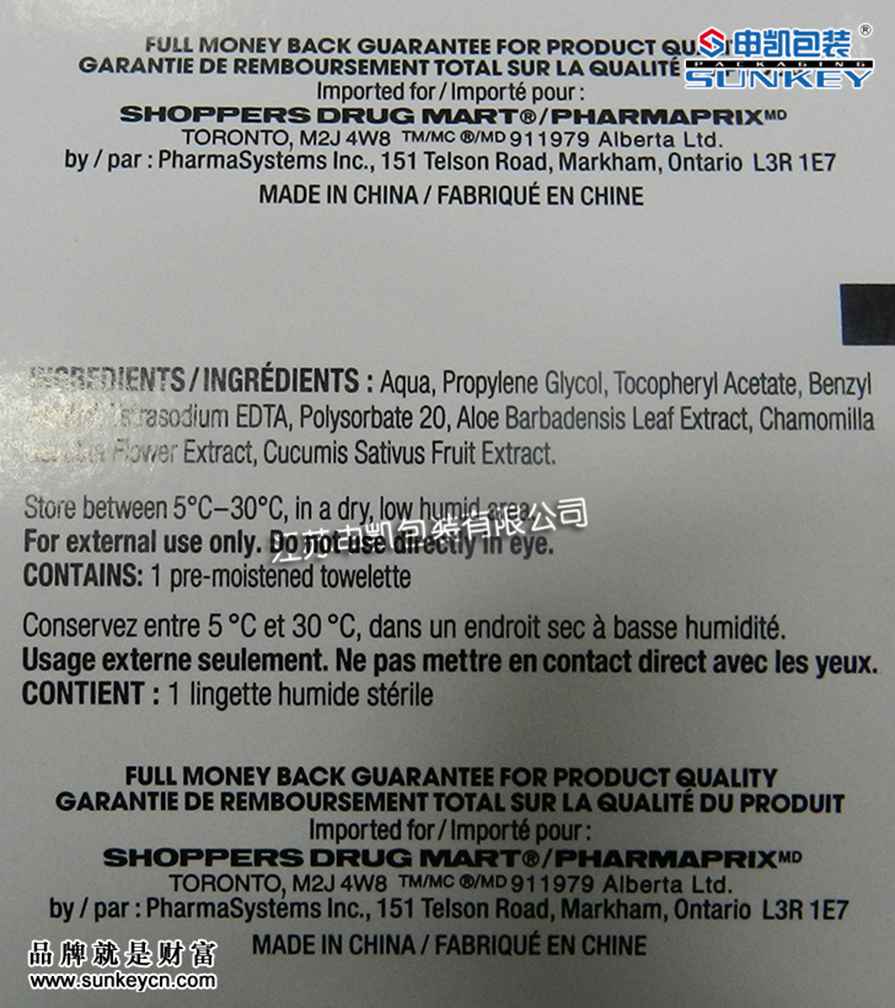 申凯包装®
PACKAGING
SUNKEY
FULL MONEY BACK GUARANTEE FOR PRODUCT
GARANTIE DE REMBOURSEMENT TOTAL SUR LA QUALITÉ
Imported for / Importé pour :
SHOPPERS DRUG MART®/PHARMAPRIX MD
TORONTO, M2J 4W8 TM/MC ®/MD 911979 Alberta Ltd.
by / par : PharmaSystems Inc., 151 Telson Road, Markham, Ontario L3R 1E7
MADE IN CHINA / FABRIQUÉ EN CHINE
INGREDIENTS / INGRÉDIENTS : Aqua, Propylene Glycol, Tocopheryl Acetate, Benzyl
EDTA, Polysorbate 20, Aloe Barbadensis Leaf Extract, Chamomilla
Flower Extract, Cucumis Sativus Fruit Extract.
Store between 5°C–30°C, in a dry, low humid area.
江苏申凯包装有限公司
For external use only. Do not use directly in eye.
CONTAINS: 1 pre-moistened towelette
Conservez entre 5 °C et 30 °C, dans un endroit sec à basse humidité.
Usage externe seulement. Ne pas mettre en contact direct avec les yeux.
CONTIENT : 1 lingette humide stérile
FULL MONEY BACK GUARANTEE FOR PRODUCT QUALITY
GARANTIE DE REMBOURSEMENT TOTAL SUR LA QUALITÉ DU PRODUIT
Imported for / Importé pour :
SHOPPERS DRUG MART®/PHARMAPRIX MD
TORONTO, M2J 4W8 TM/MC ®/MD 911979 Alberta Ltd.
by / par : PharmaSystems Inc., 151 Telson Road, Markham, Ontario L3R 1E7
MADE IN CHINA / FABRIQUÉ EN CHINE
品牌就是财富
www.sunkeycn.com